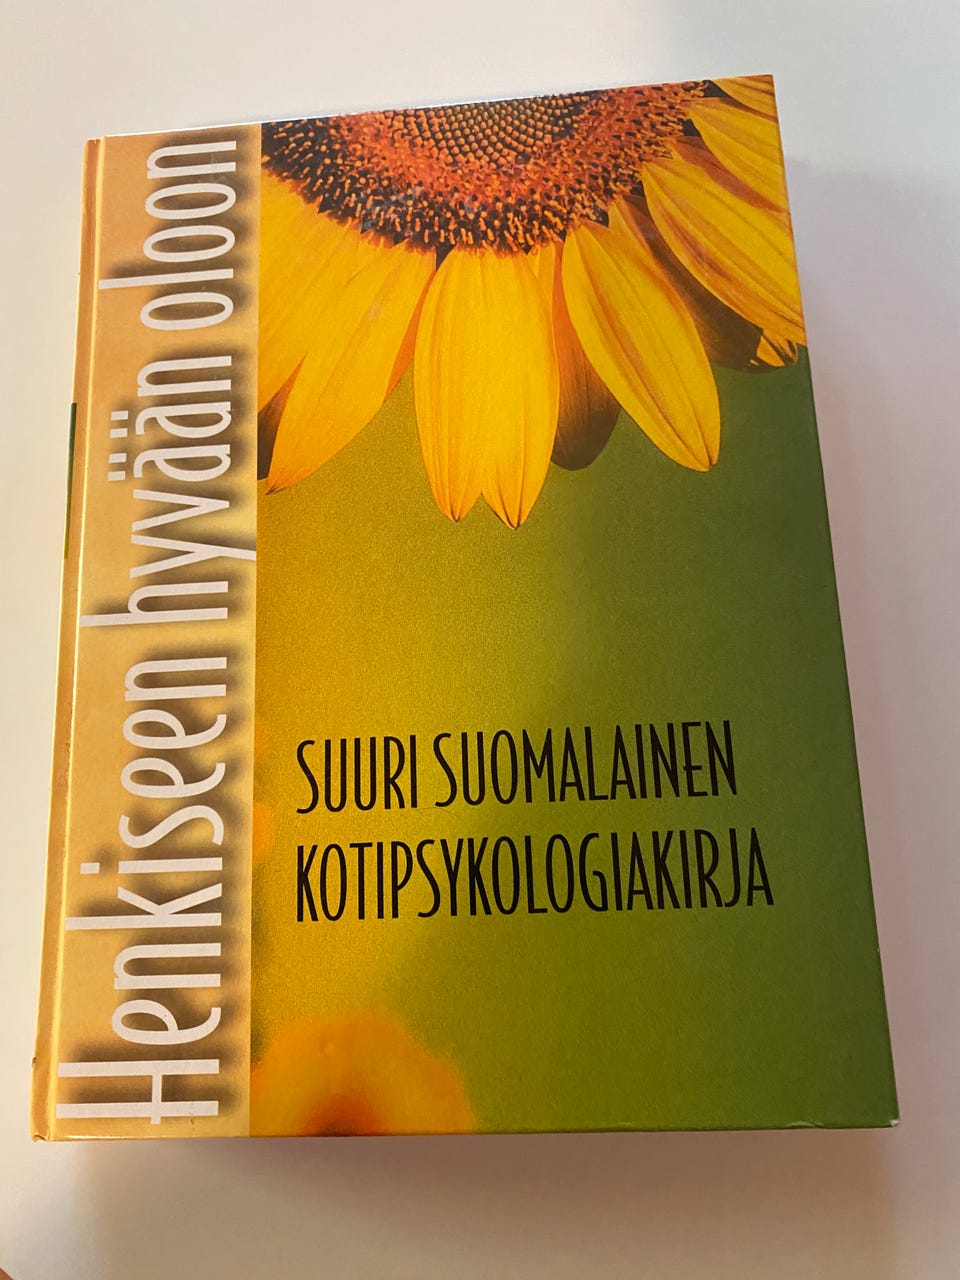 Henkiseen hyvään oloon
SUURI SUOMALAINEN
KOTIPSYKOLOGIAKIRJA